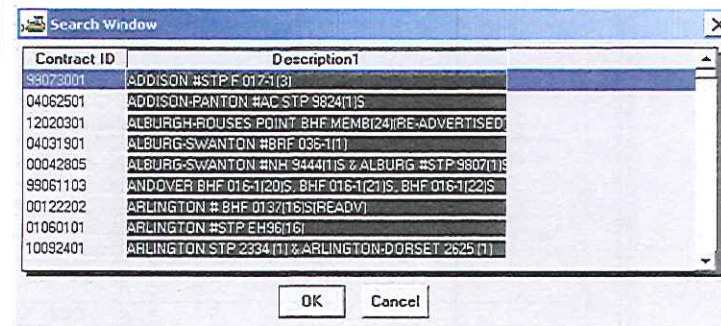 Search Window
Contract ID Description1
99073001 ADDISON #STP F 017-1(3)
04062501 ADDISON-PANTON #AC STP 9824(1)S
12020301 ALBURGH-ROUSES POINT BHF MEMB(24)(RE-ADVERTISED)
04031901 ALBURG-SWANTON #BRF 036-1(1)
00042805 ALBURG-SWANTON #NH 9444(1)S & ALBURG #STP 9807(1)S
99061103 ANDOVER BHF 016-1(20)S, BHF 016-1(21)S, BHF 016-1(22)S
00122202 ARLINGTON # BHF 0137(16)S(READV)
01060101 ARLINGTON #STP EH96(16)
10092401 ARLINGTON STP 2334 (1) & ARLINGTON-DORSET 2625 (1)
OK Cancel